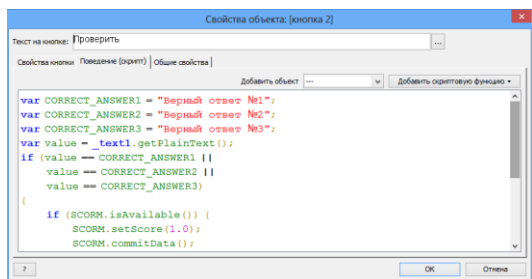 Свойства объекта: [кнопка 2]
Текст на кнопке: Проверить ...
Свойства кнопки Поведение (скрипт) Общие свойства
Добавить объект --- Добавить скриптовую функцию
var CORRECT_ANSWER1 = "Верный ответ №1";
var CORRECT_ANSWER2 = "Верный ответ №2";
var CORRECT_ANSWER3 = "Верный ответ №3";
var value = _text1.getPlainText();
if (value == CORRECT_ANSWER1 ||
value == CORRECT_ANSWER2 ||
value == CORRECT_ANSWER3)
{
if (SCORM.isAvailable()) {
SCORM.setScore(1.0);
SCORM.commitData();
? OK Отмена